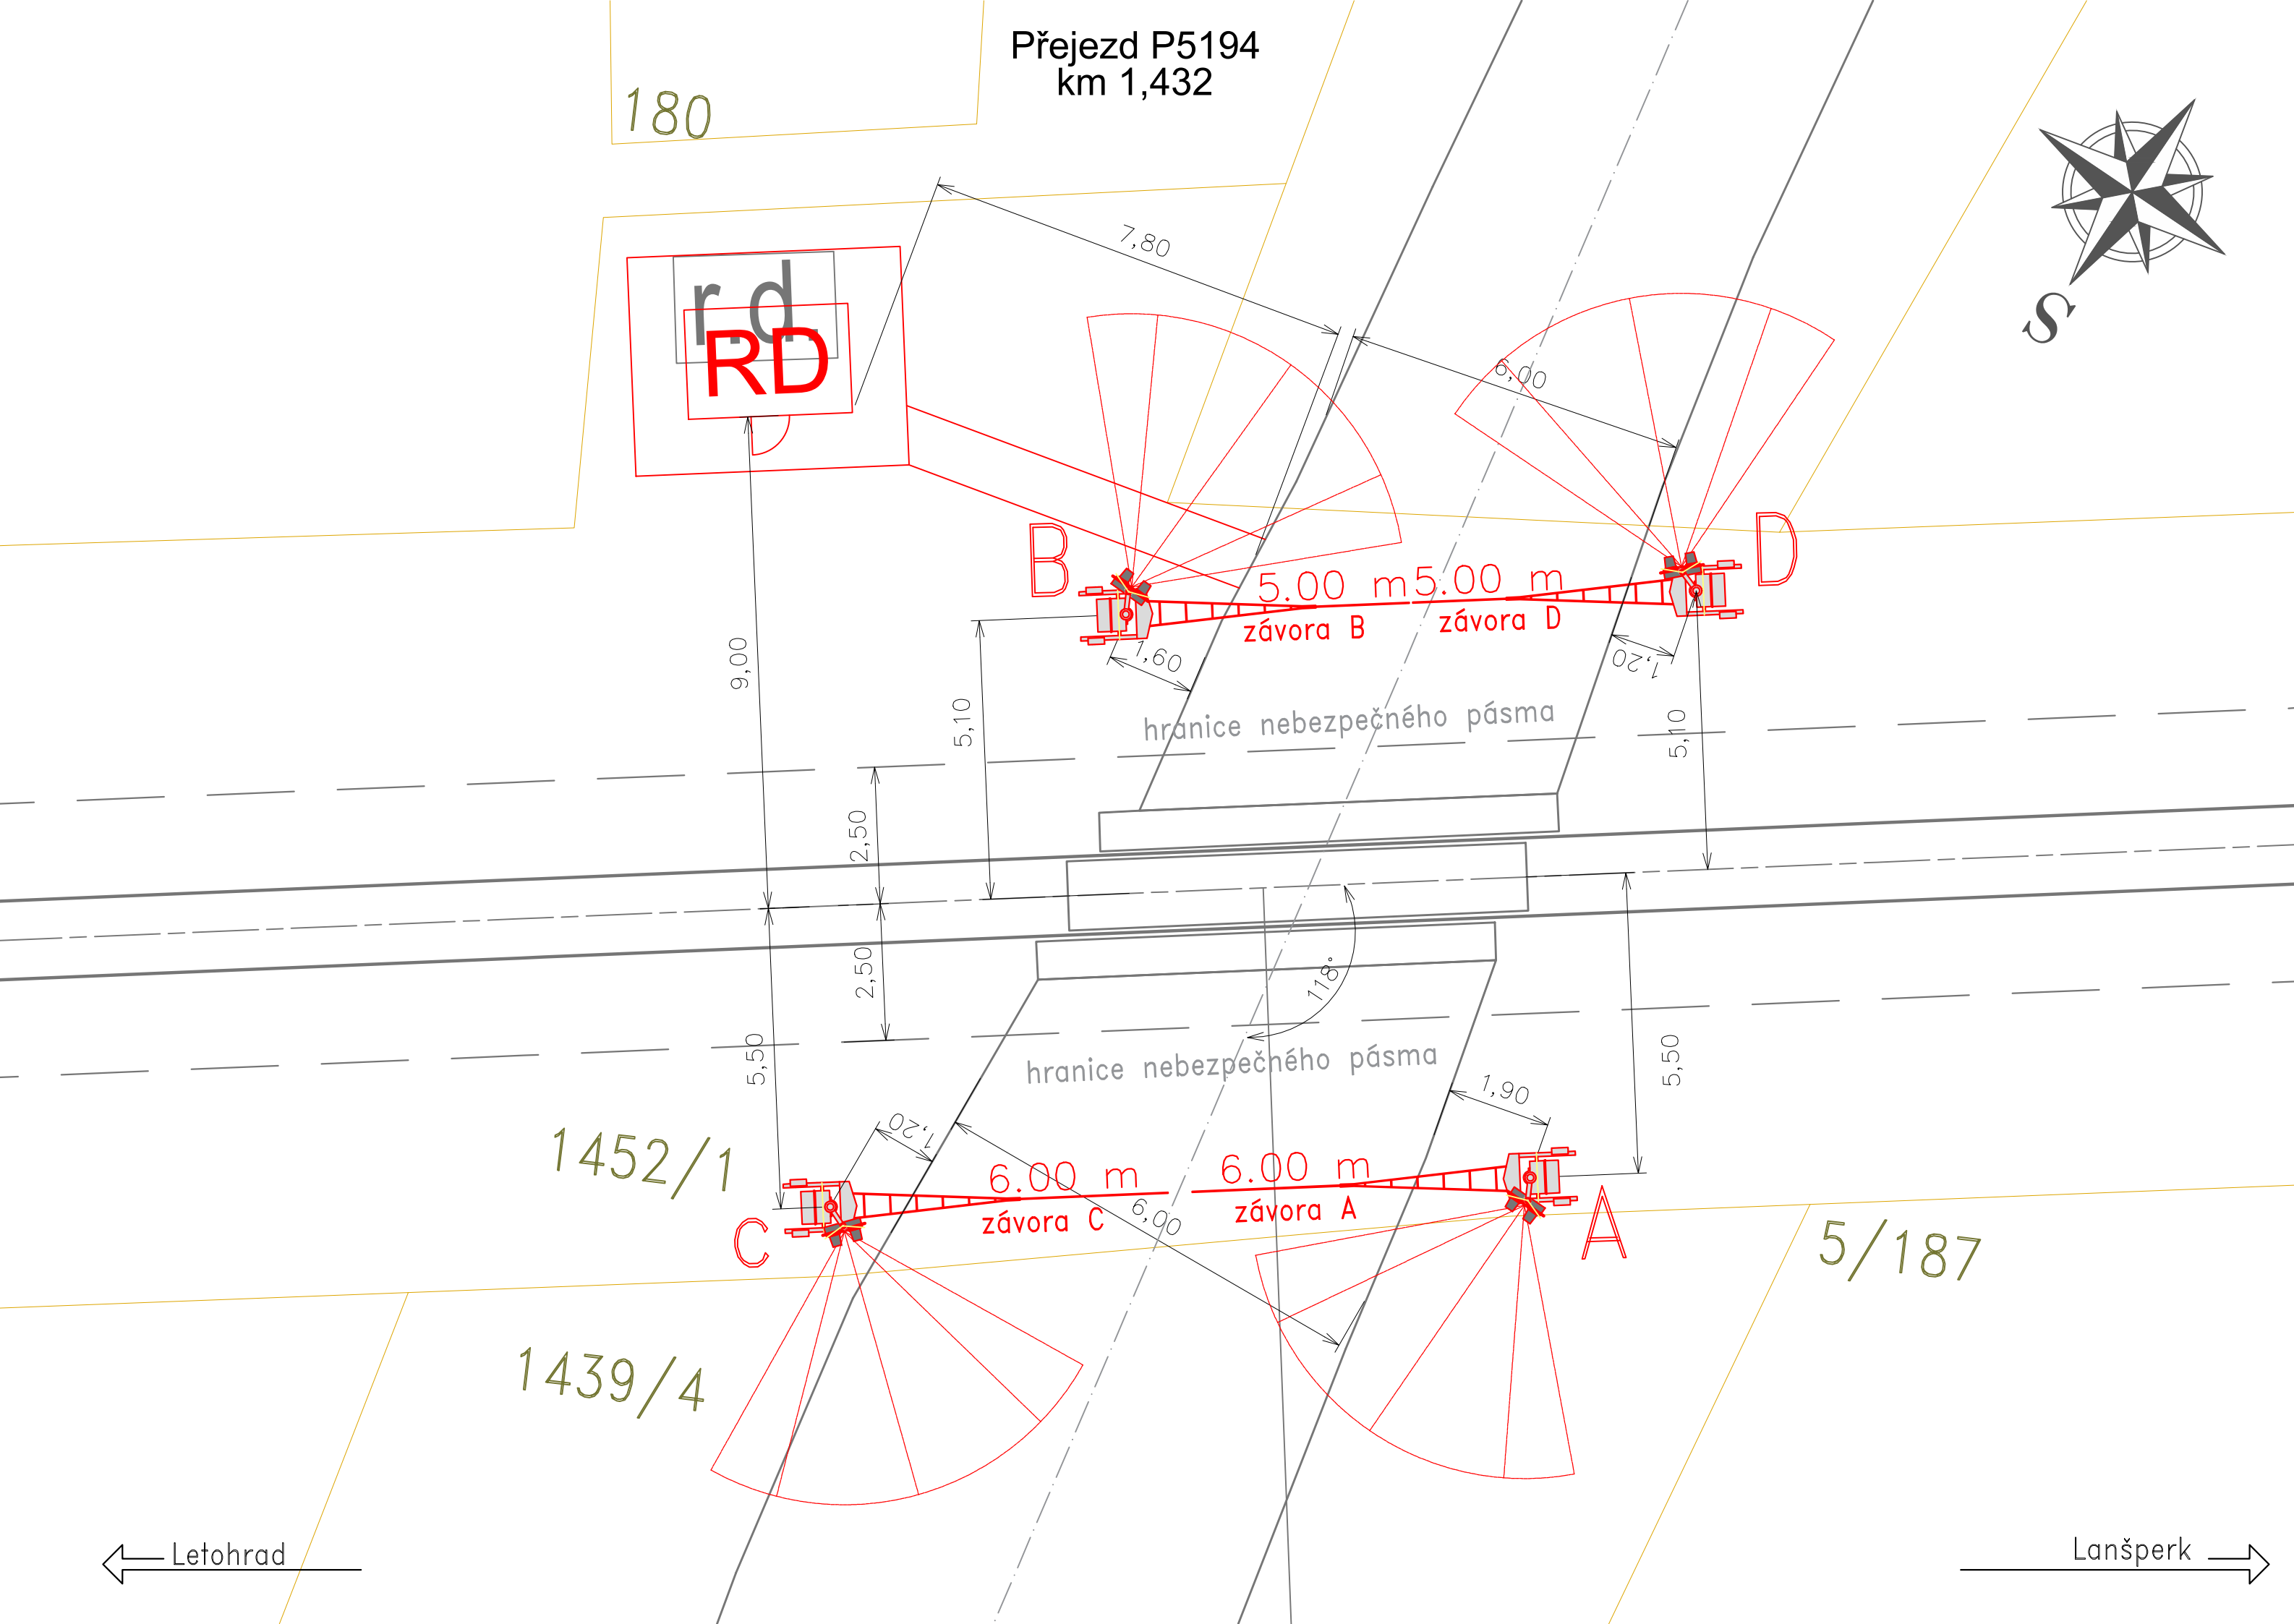 Přejezd P5194
km 1,432
180
S
7,80
r.d.
RD
6,00
B
D
5.00 m
5.00 m
závora B
závora D
1,60
1,20
9,00
5,10
5,10
hranice nebezpečného pásma
2,50
2,50
118°
5,50
5,50
hranice nebezpečného pásma
1,90
1,20
1452/1
6.00 m
6.00 m
závora C
závora A
6,00
C
A
5/187
1439/4
Letohrad
Lanšperk